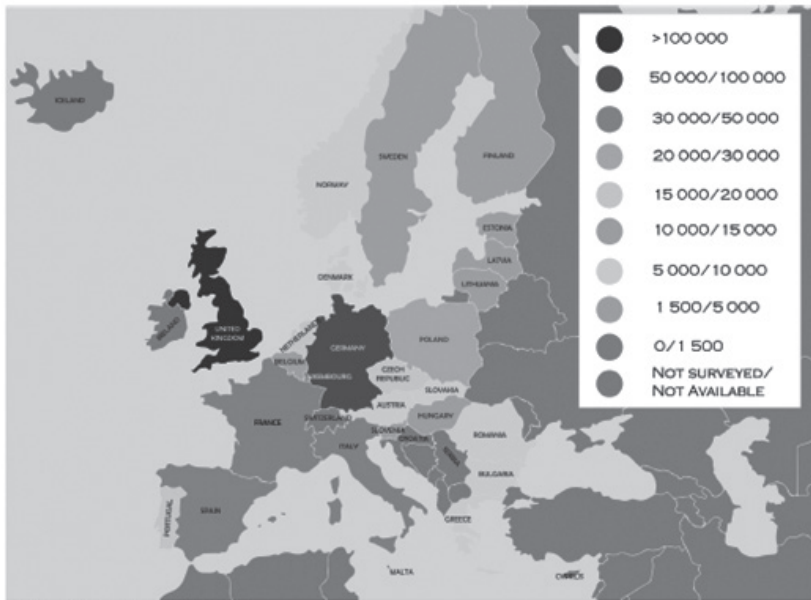 >100 000
50 000/100 000
30 000/50 000
20 000/30 000
15 000/20 000
10 000/15 000
5 000/10 000
1 500/5 000
0/1 500
NOT SURVEYED/
NOT AVAILABLE
ICELAND
SWEDEN
FINLAND
NORWAY
ESTONIA
LATVIA
DENMARK
LITHUANIA
IRELAND
UNITED
KINGDOM
NETHERLANDS
GERMANY
POLAND
BELGIUM
LUXEMBOURG
CZECH
REPUBLIC
SLOVAKIA
AUSTRIA
FRANCE
SWITZERLAND
HUNGARY
SLOVENIA
CROATIA
ITALY
ROMANIA
SERBIA
BULGARIA
PORTUGAL
SPAIN
GREECE
MALTA
CYPRUS